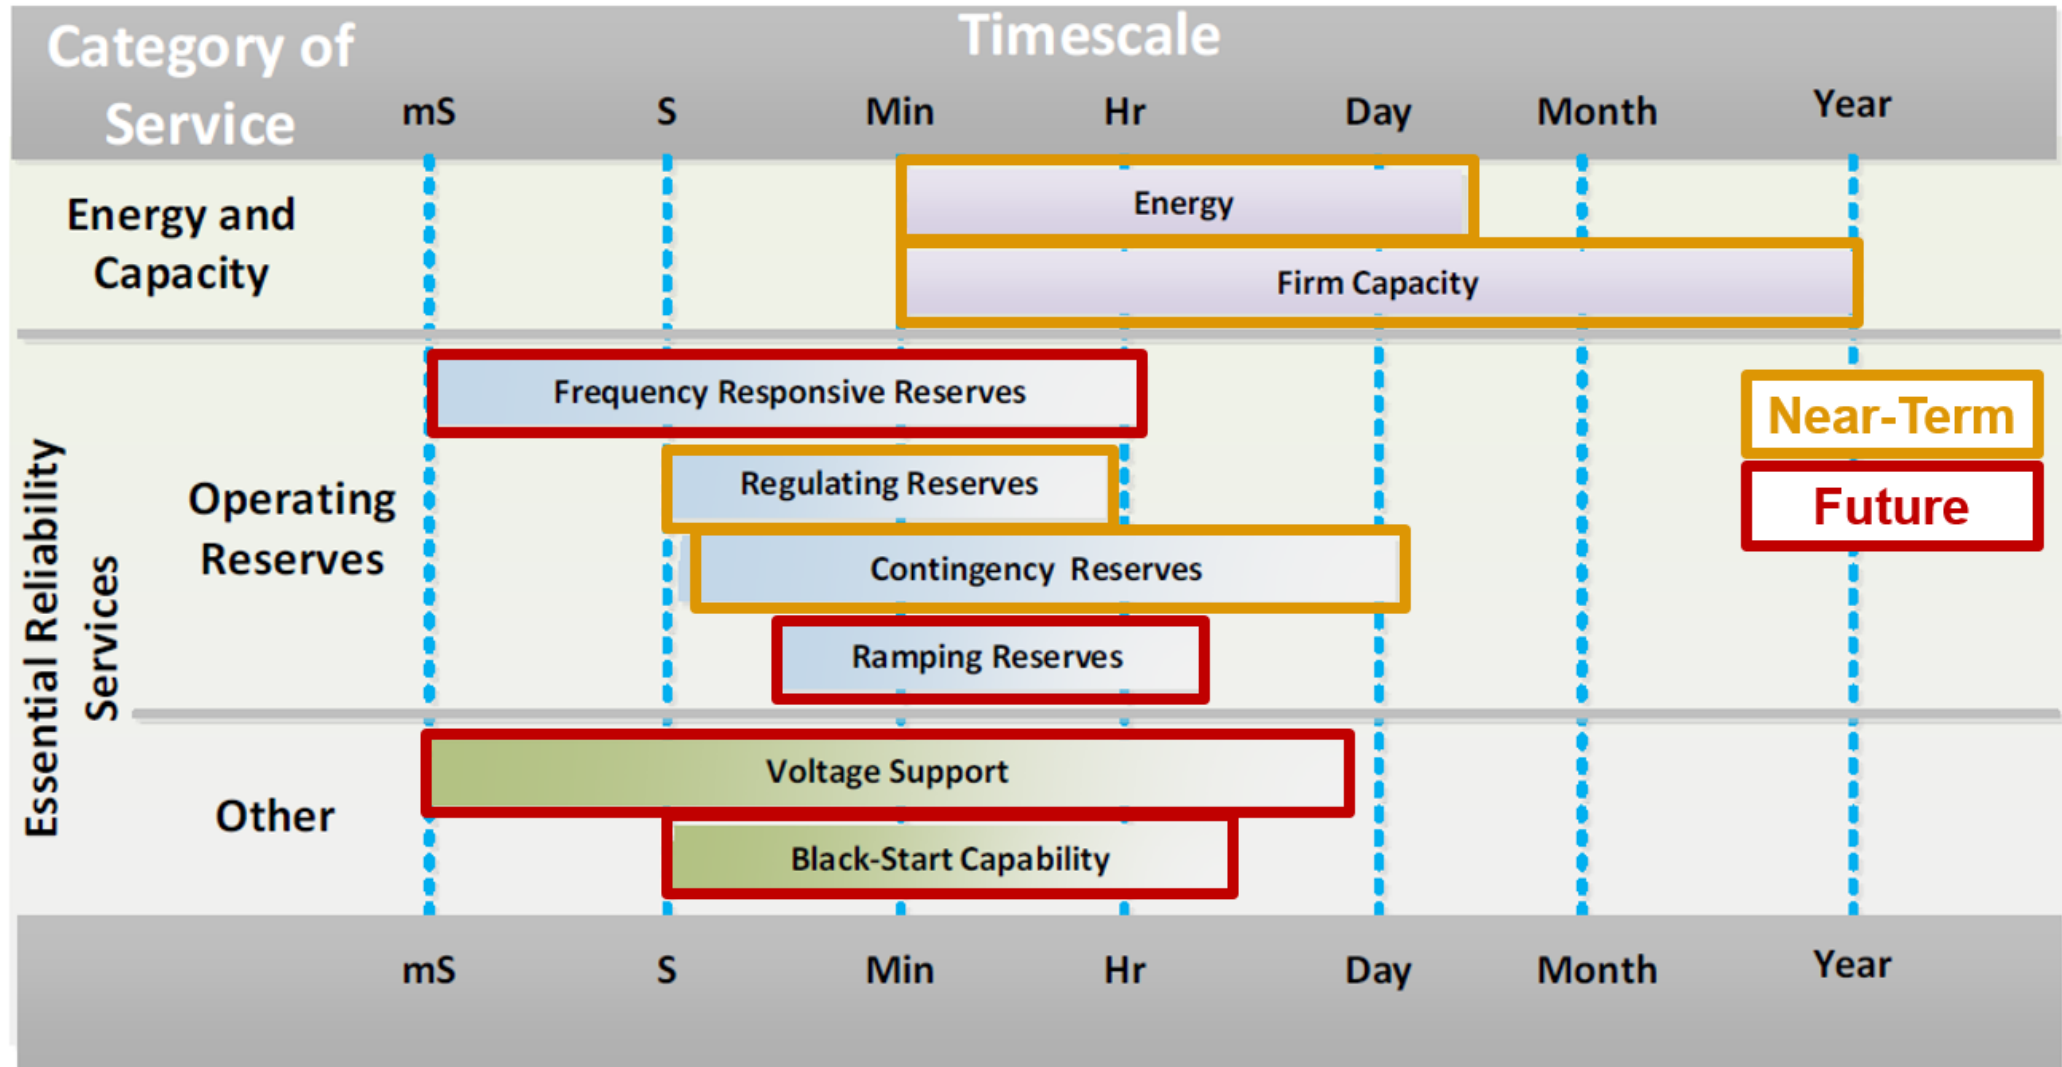 Category of
Service
Timescale
mS S Min Hr Day Month Year
Energy and
Capacity
Energy
Firm Capacity
Essential Reliability
Services
Operating
Reserves
Frequency Responsive Reserves
Regulating Reserves
Contingency Reserves
Ramping Reserves
Near-Term
Future
Other
Voltage Support
Black-Start Capability
mS S Min Hr Day Month Year